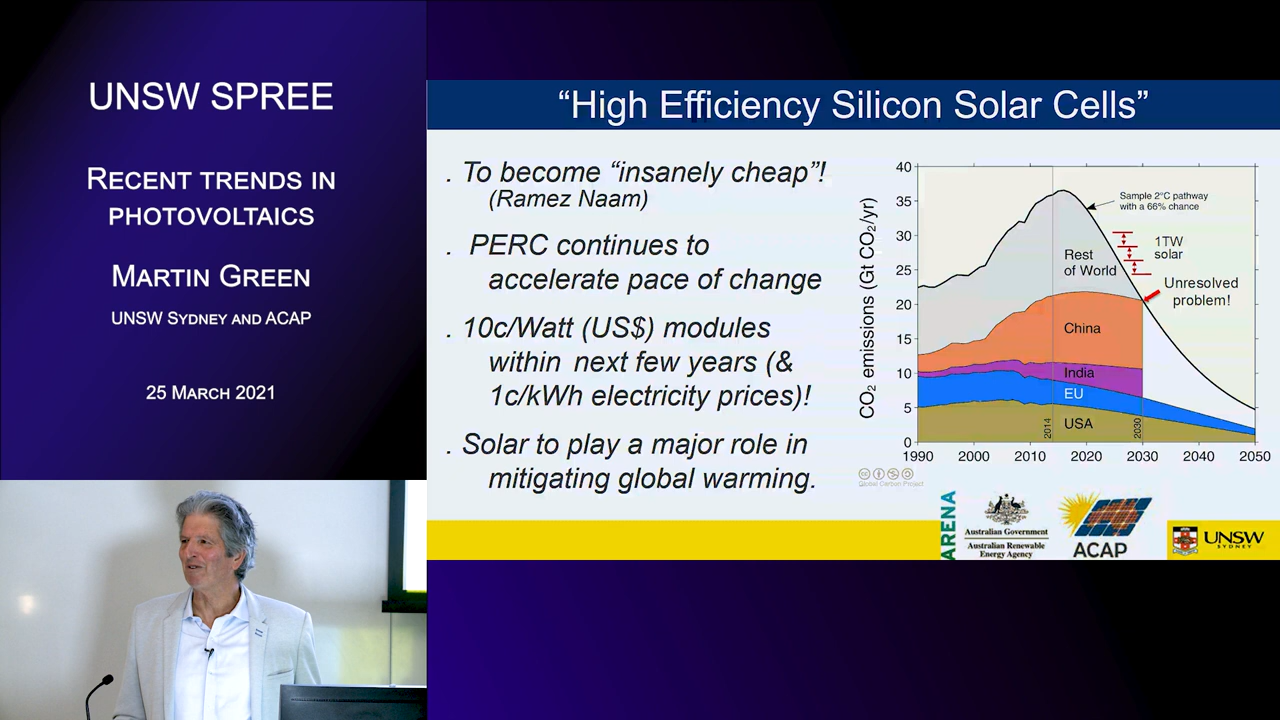 UNSW SPREE
RECENT TRENDS IN
PHOTOVOLTAICS
MARTIN GREEN
UNSW SYDNEY AND ACAP
25 MARCH 2021
“High Efficiency Silicon Solar Cells”
. To become “insanely cheap”!
(Ramez Naam)
. PERC continues to
accelerate pace of change
. 10c/Watt (US$) modules
within next few years (&
1c/kWh electricity prices)!
. Solar to play a major role in
mitigating global warming.
CO₂ emissions (Gt CO₂/yr)
40
35
30
25
20
15
10
5
0
1990
2000
2010
2020
2030
2040
2050
Sample 2°C pathway
with a 66% chance
1TW
solar
Rest
of World
Unresolved
problem!
China
India
EU
USA
2014
2030
Global Carbon Project
ARENA
Australian Government
Australian Renewable
Energy Agency
ACAP
UNSW
SYDNEY